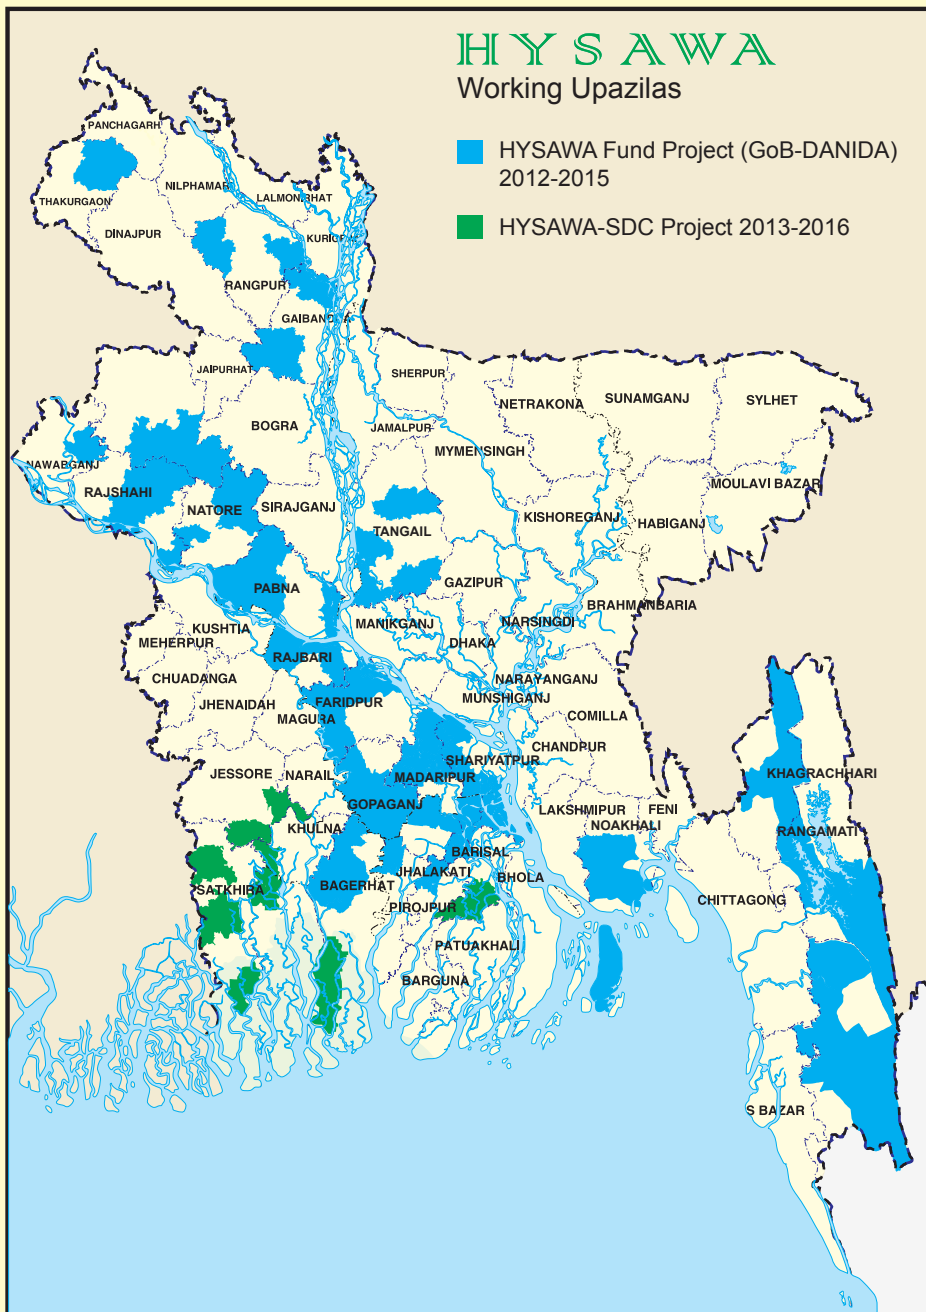 HYSAWA
Working Upazilas
HYSAWA Fund Project (GoB-DANIDA)
2012-2015
HYSAWA-SDC Project 2013-2016
PANCHAGARH
NILPHAMARI
LALMONIRHAT
THAKURGAON
DINAJPUR
RANGPUR
GAIBANDHA
JAIPURHAT
SHERPUR
NETRAKONA
SUNAMGANJ
SYLHET
BOGRA
JAMALPUR
MYMENSINGH
NAWABGANJ
RAJSHAHI
NATORE
SIRAJGANJ
TANGAIL
KISHOREGANJ
HABIGANJ
MOULAVI BAZAR
PABNA
GAZIPUR
BRAHMANBARIA
KUSHTIA
MANIKGANJ
NARSINGDI
MEHERPUR
RAJBARI
DHAKA
CHUADANGA
NARAYANGANJ
JHENAIDAH
FARIDPUR
MUNSHIGANJ
MAGURA
COMILLA
CHANDPUR
SHARIYATPUR
JESSORE
NARAIL
MADARIPUR
KHAGRACHHARI
GOPAGANJ
LAKSHMIPUR
FENI
KHULNA
NOAKHALI
RANGAMATI
BARISAL
SATKHIRA
BAGERHAT
JHALAKATI
BHOLA
PIROJPUR
CHITTAGONG
PATUAKHALI
BARGUNA
S BAZAR